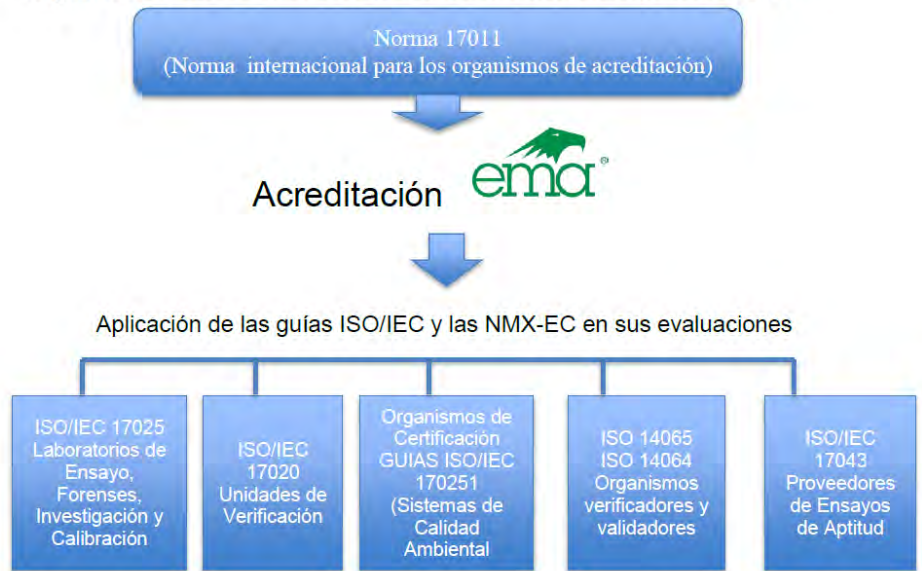 Norma 17011
(Norma internacional para los organismos de acreditación)
Acreditación
ema®
Aplicación de las guías ISO/IEC y las NMX-EC en sus evaluaciones
ISO/IEC 17025
Laboratorios de
Ensayo,
Forenses,
Investigación y
Calibración
ISO/IEC
17020
Unidades de
Verificación
Organismos de
Certificación
GUIAS ISO/IEC
170251
(Sistemas de
Calidad
Ambiental
ISO 14065
ISO 14064
Organismos
verificadores y
validadores
ISO/IEC
17043
Proveedores
de Ensayos
de Aptitud